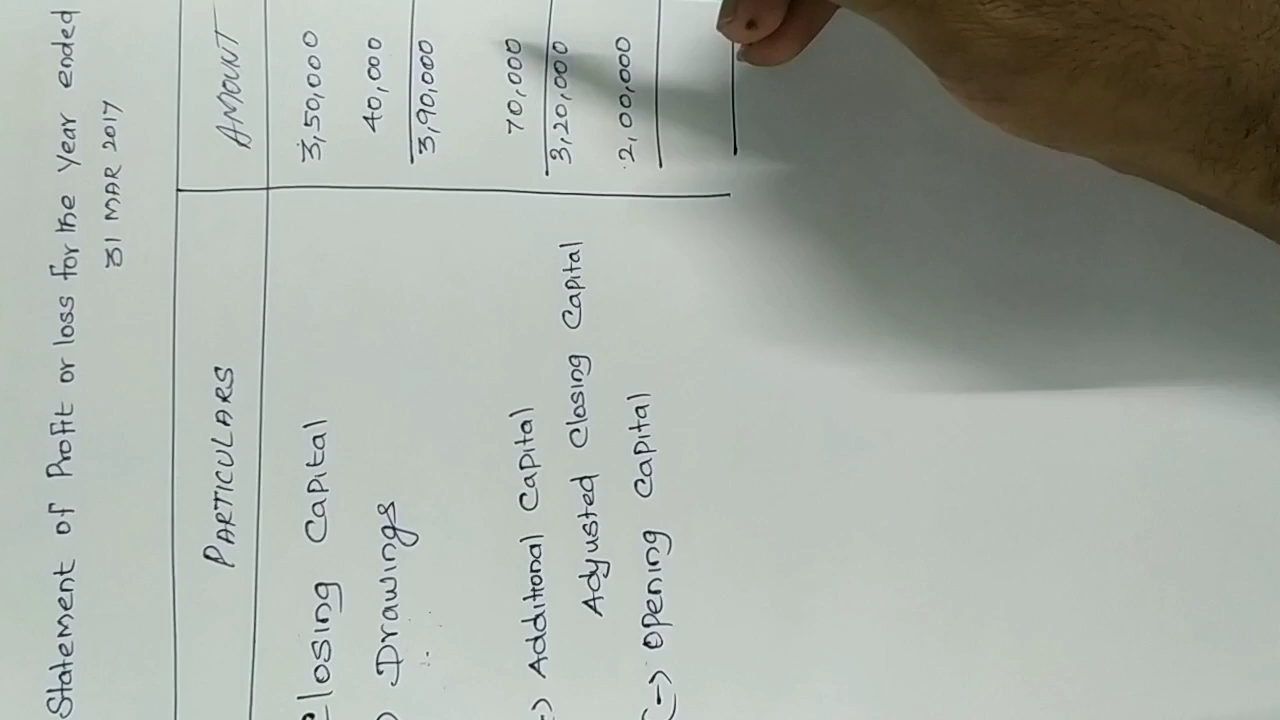 Statement of Profit or loss for the Year ended
31 MAR 2017
PARTICULARS AMOUNT
Closing Capital 3,50,000
) Drawings 40,000
3,90,000
-) Additional Capital 70,000
Adjusted Closing Capital 3,20,000
(-) Opening Capital 2,00,000